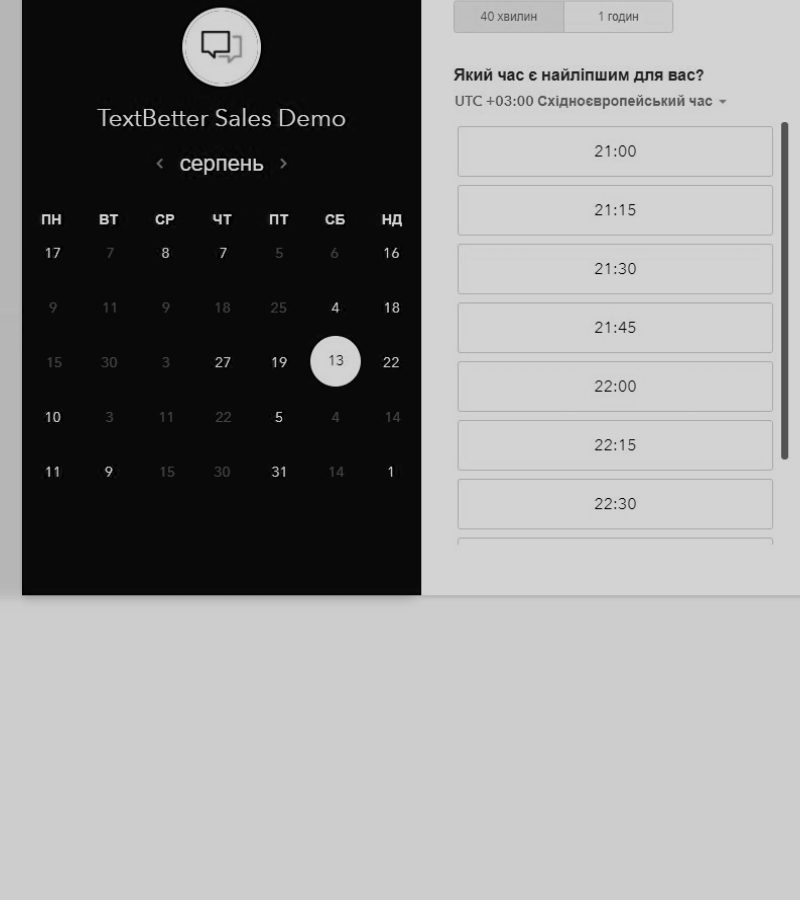 TextBetter Sales Demo
серпень
ПН ВТ СР ЧТ ПТ СБ НД
17 7 8 7 5 6 16
9 11 9 18 25 4 18
15 30 3 27 19 13 22
10 3 11 22 5 4 14
11 9 15 30 31 14 1
40 хвилин 1 годин
Який час є найліпшим для вас?
UTC +03:00 Східноєвропейський час
21:00
21:15
21:30
21:45
22:00
22:15
22:30